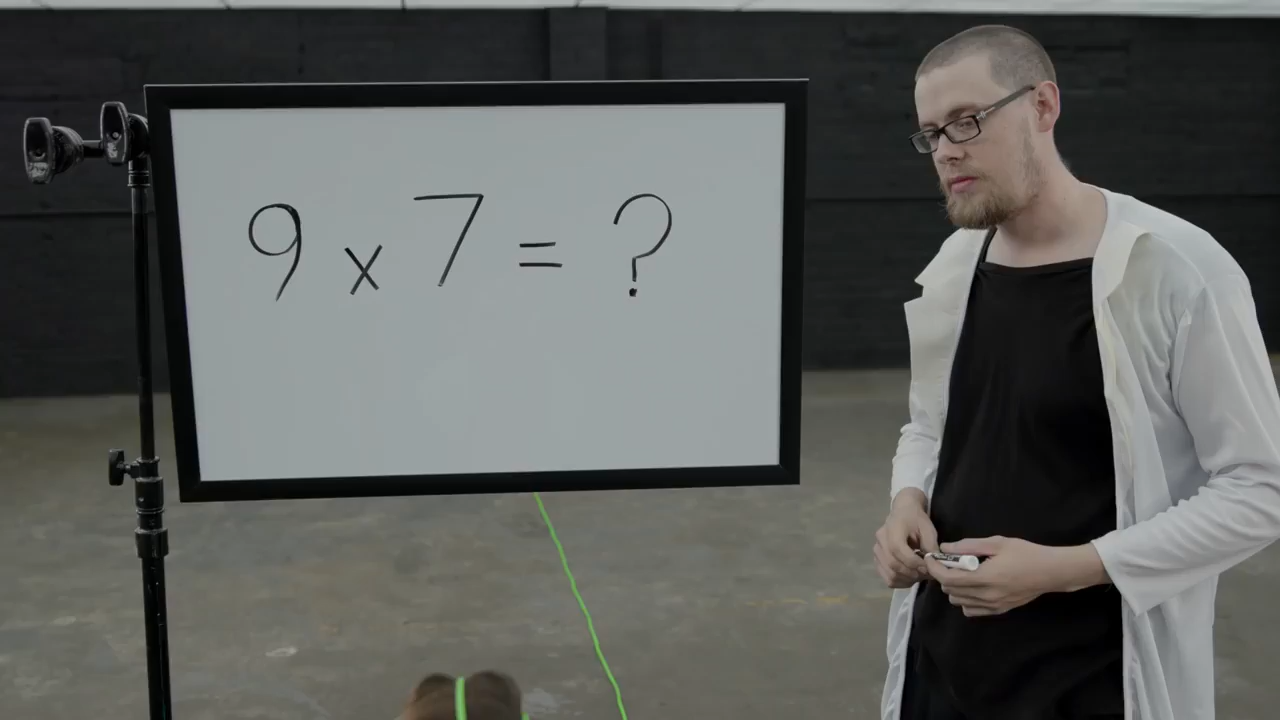 9 x 7 = ?